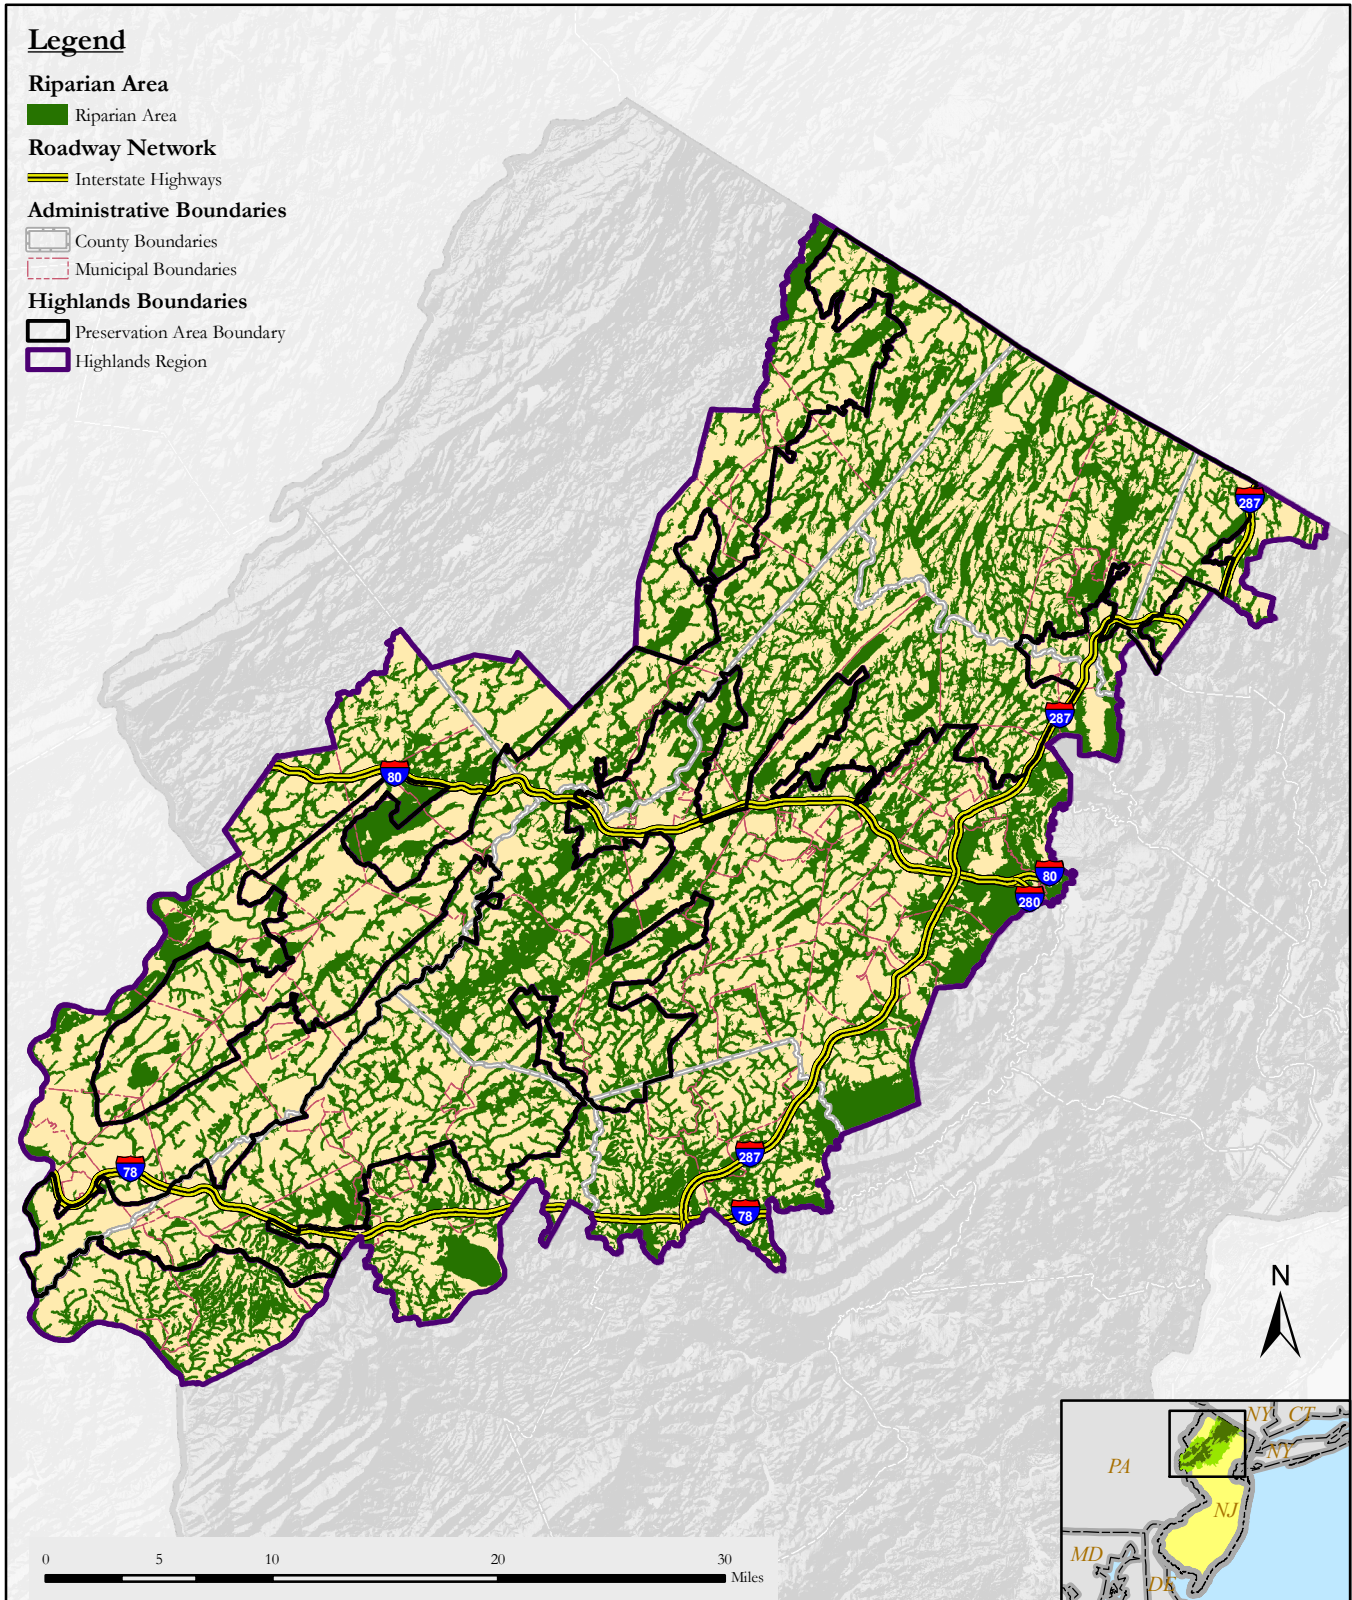 Legend
Riparian Area
Riparian Area
Roadway Network
Interstate Highways
Administrative Boundaries
County Boundaries
Municipal Boundaries
Highlands Boundaries
Preservation Area Boundary
Highlands Region
287
287
80
80
280
78
287
78
N
NY
CT
NY
PA
NJ
MD
DE
0 5 10 20 30
Miles